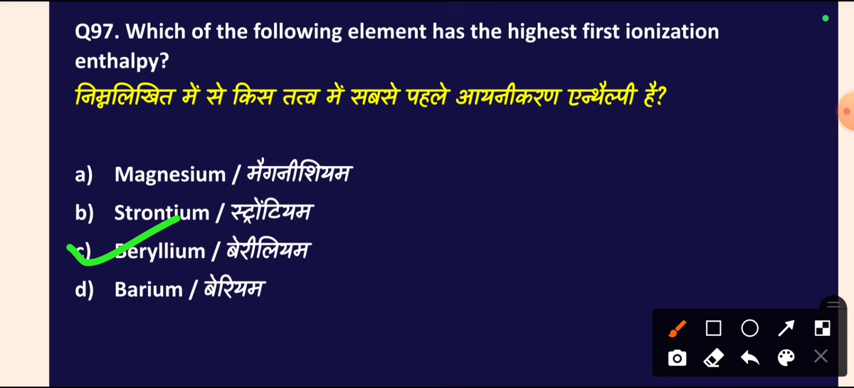 Q97. Which of the following element has the highest first ionization
enthalpy?
निम्नलिखित में से किस तत्व में सबसे पहले आयनीकरण एन्थैल्पी है?
a) Magnesium / मैगनीशियम
b) Strontium / स्ट्रोंटियम
c) Beryllium / बेरीलियम
d) Barium / बेरियम